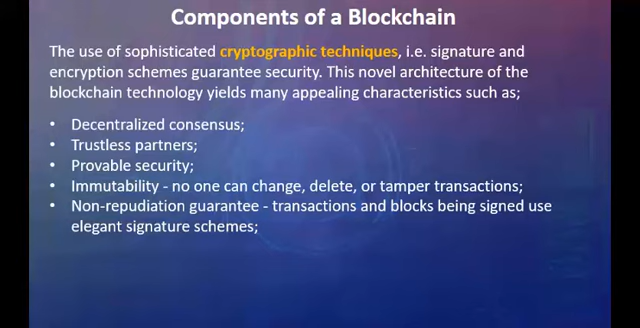 Components of a Blockchain
The use of sophisticated cryptographic techniques, i.e. signature and
encryption schemes guarantee security. This novel architecture of the
blockchain technology yields many appealing characteristics such as;
• Decentralized consensus;
• Trustless partners;
• Provable security;
• Immutability - no one can change, delete, or tamper transactions;
• Non-repudiation guarantee - transactions and blocks being signed use
elegant signature schemes;